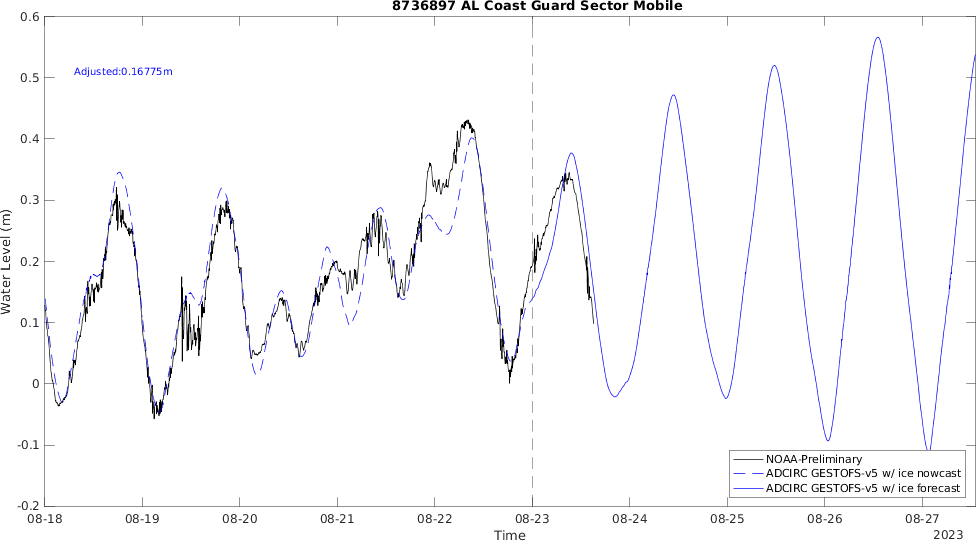 8736897 AL Coast Guard Sector Mobile
0.6
0.5
0.4
0.3
0.2
0.1
0
-0.1
-0.2
Water Level (m)
Adjusted:0.16775m
NOAA-Preliminary
ADCIRC GESTOFS-v5 w/ ice nowcast
ADCIRC GESTOFS-v5 w/ ice forecast
08-18 08-19 08-20 08-21 08-22 08-23 08-24 08-25 08-26 08-27
Time
2023